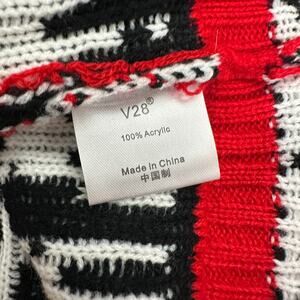 V28®
100% Acrylic
Made in China
中国制